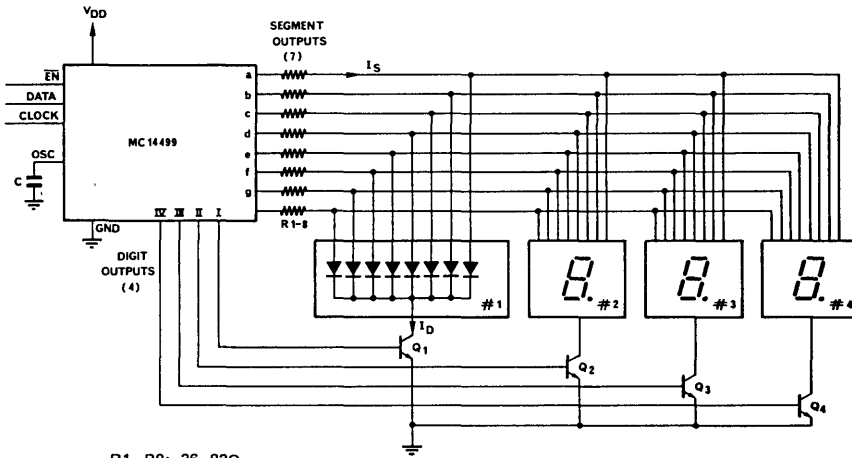 VDD
SEGMENT
OUTPUTS
(7)
EN
DATA
CLOCK
OSC
C
MC14499
a
b
c
d
e
f
g
IS
R1-8
IV III II I
GND
DIGIT
OUTPUTS
(4)
#1
#2
#3
#4
ID
Q1
Q2
Q3
Q4